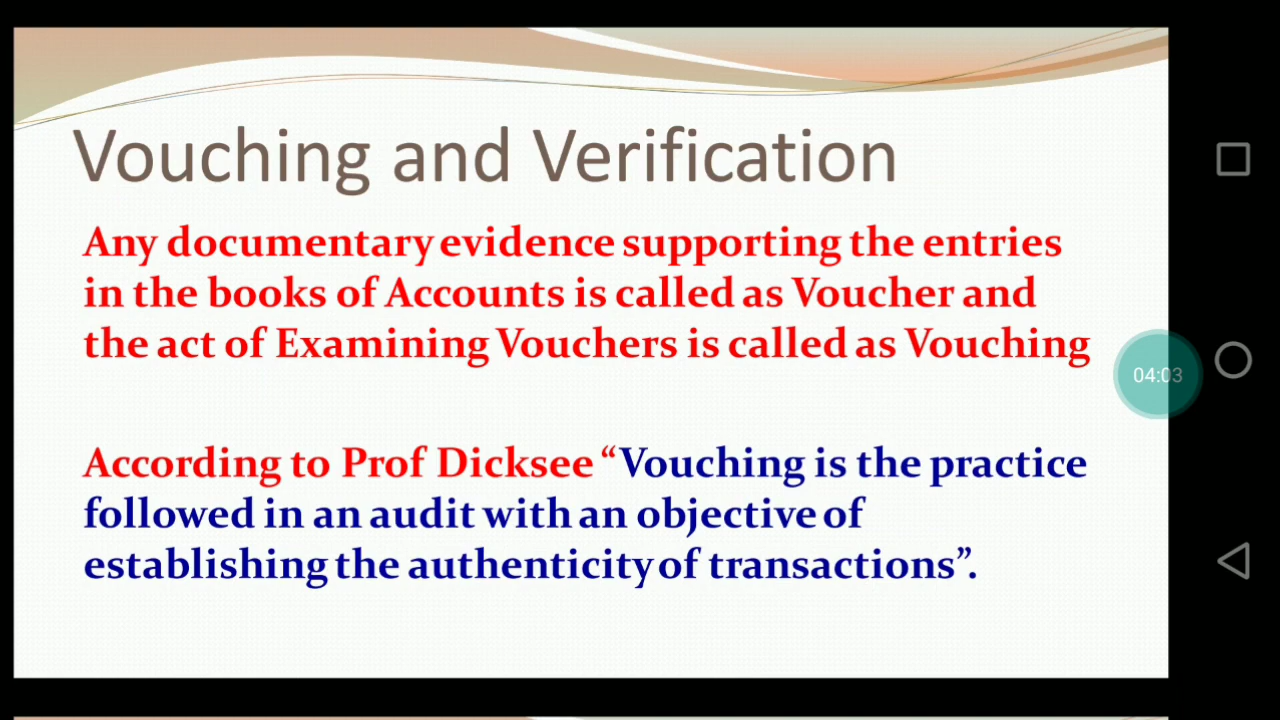 Vouching and Verification
Any documentary evidence supporting the entries
in the books of Accounts is called as Voucher and
the act of Examining Vouchers is called as Vouching
04:03
According to Prof Dicksee “Vouching is the practice
followed in an audit with an objective of
establishing the authenticity of transactions”.